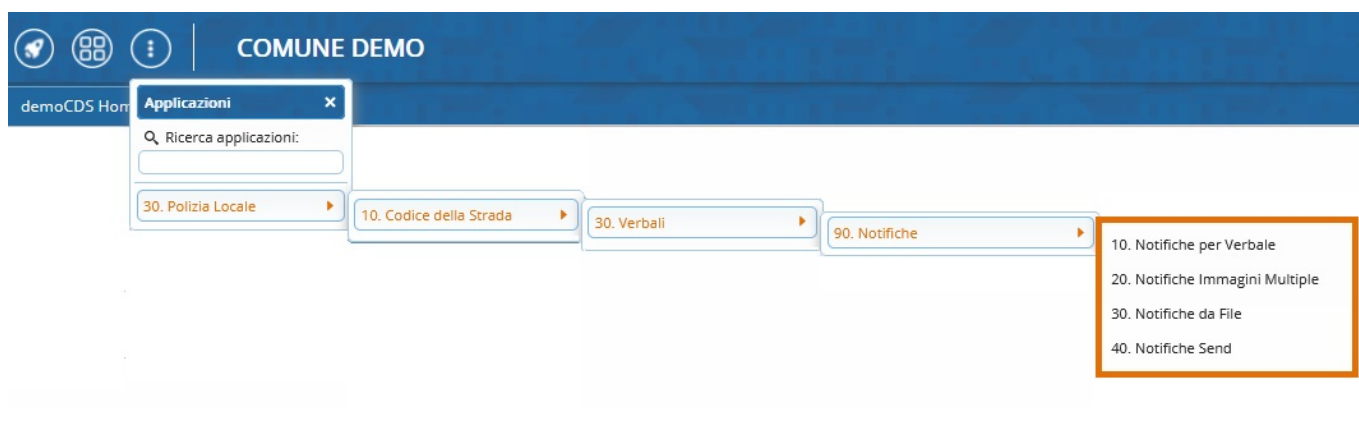 COMUNE DEMO
demoCDS Hom
Applicazioni
Ricerca applicazioni:
30. Polizia Locale
10. Codice della Strada
30. Verbali
90. Notifiche
10. Notifiche per Verbale
20. Notifiche Immagini Multiple
30. Notifiche da File
40. Notifiche Send